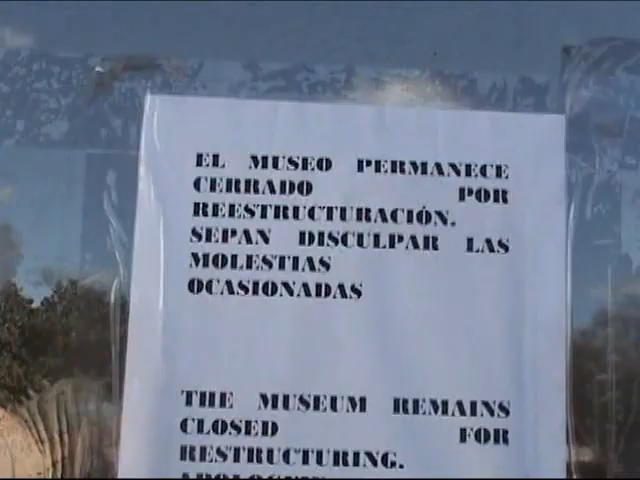 EL MUSEO PERMANECE
CERRADO POR
REESTRUCTURACIÓN.
SEPAN DISCULPAR LAS
MOLESTIAS
OCASIONADAS
THE MUSEUM REMAINS
CLOSED FOR
RESTRUCTURING.